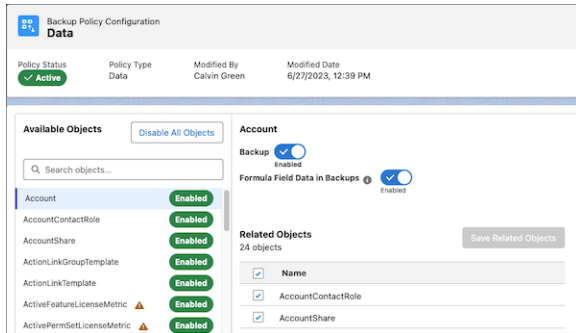 Backup Policy Configuration
Data
Policy Status
Active
Policy Type
Data
Modified By
Calvin Green
Modified Date
6/27/2023, 12:39 PM
Available Objects
Disable All Objects
Search objects...
Account Enabled
AccountContactRole Enabled
AccountShare Enabled
ActionLinkGroupTemplate Enabled
ActionLinkTemplate Enabled
ActiveFeatureLicenseMetric Enabled
ActivePermSetLicenseMetric Enabled
Account
Backup
Enabled
Formula Field Data in Backups
Enabled
Related Objects
24 objects
Save Related Objects
Name
AccountContactRole
AccountShare